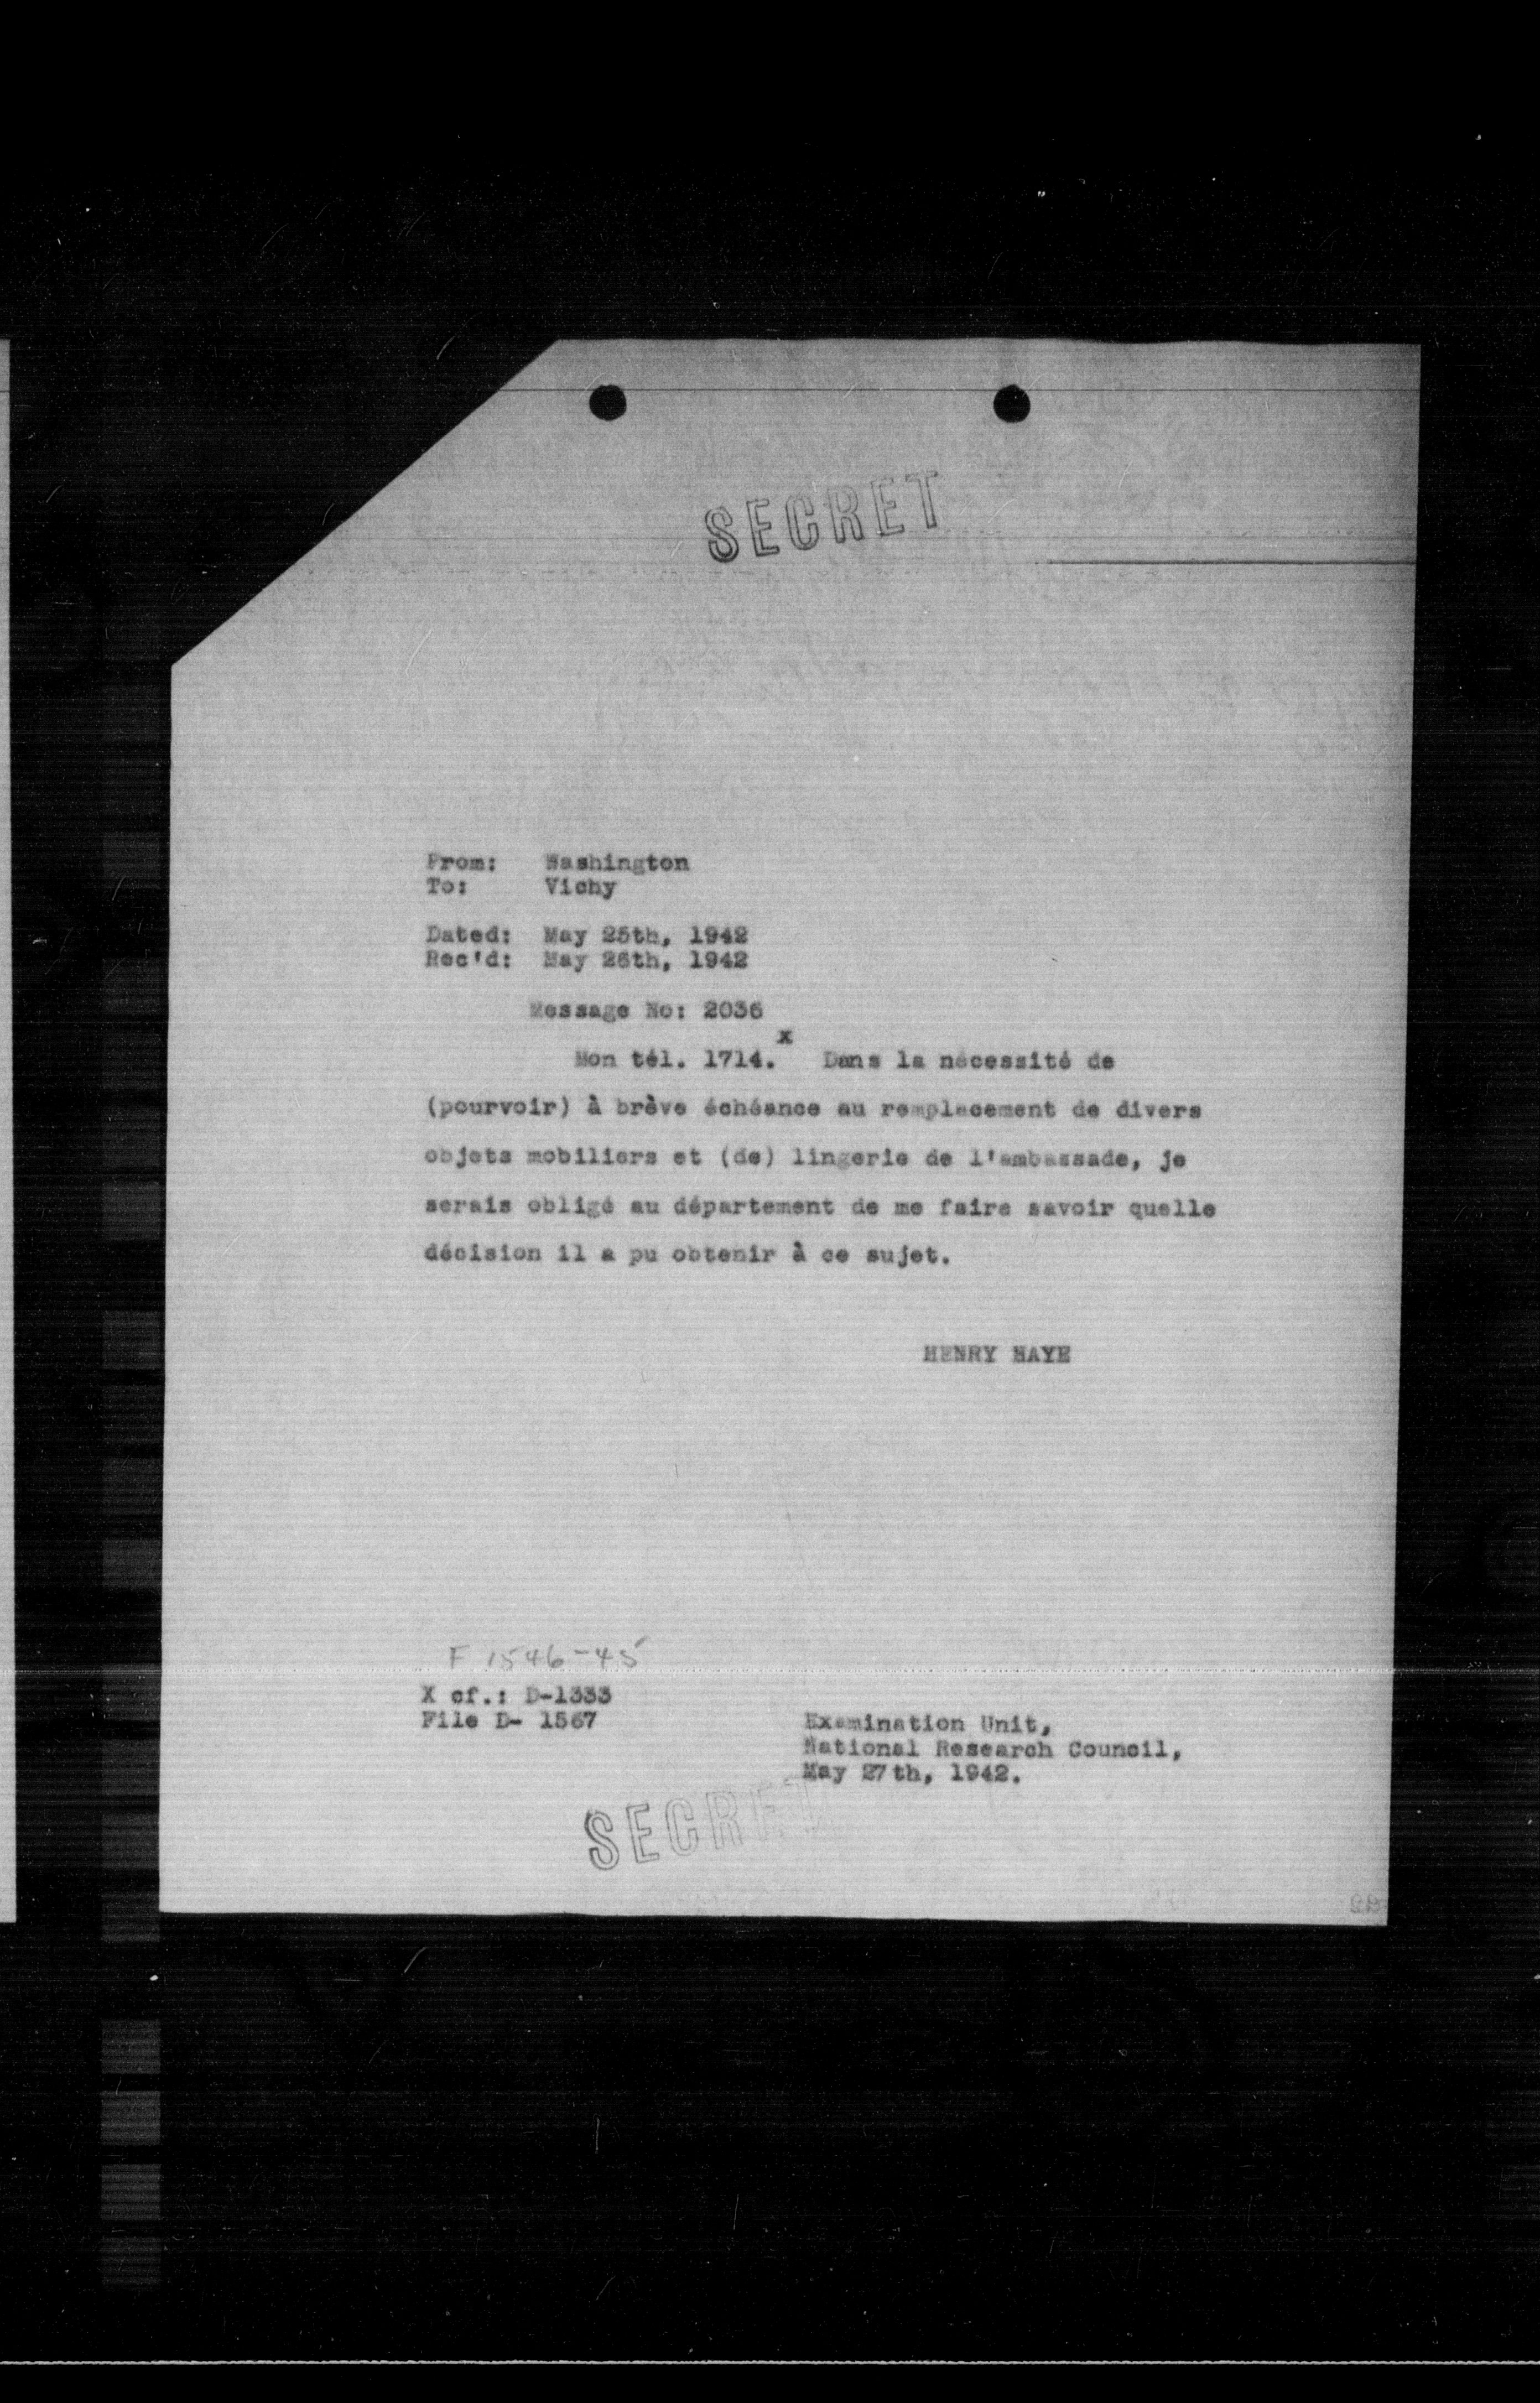 SECRET
From: Washington
To: Vichy
Dated: May 25th, 1942
Rec'd: May 26th, 1942
Message No: 2036
x
Mon tél. 1714. Dans la nécessité de
(pourvoir) à brève échéance au remplacement de divers
objets mobiliers et (de) lingerie de l'ambassade, je
serais obligé au département de me faire savoir quelle
décision il a pu obtenir à ce sujet.
HENRY HAYE
F 1546-45
X cf.: D-1333
File D- 1567
Examination Unit,
National Research Council,
May 27th, 1942.
SECRET